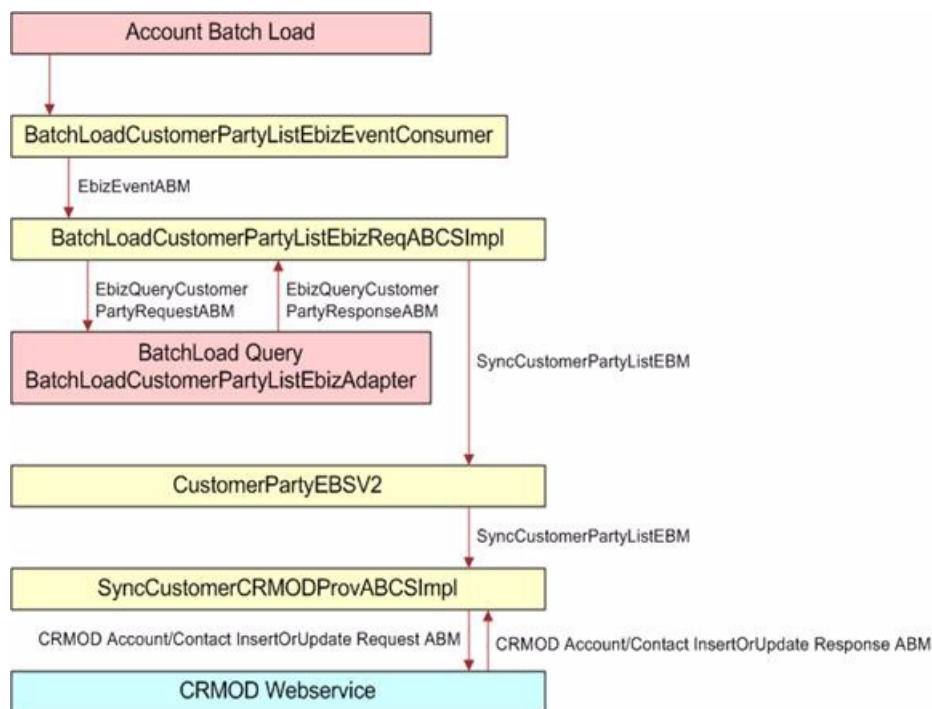 Account Batch Load
BatchLoadCustomerPartyListEbizEventConsumer
EbizEventABM
BatchLoadCustomerPartyListEbizReqABCSImpl
EbizQueryCustomer
PartyRequestABM
EbizQueryCustomer
PartyResponseABM
BatchLoad Query
BatchLoadCustomerPartyListEbizAdapter
SyncCustomerPartyListEBM
CustomerPartyEBSV2
SyncCustomerPartyListEBM
SyncCustomerCRMODProvABCSImpl
CRMOD Account/Contact InsertOrUpdate Request ABM
CRMOD Account/Contact InsertOrUpdate Response ABM
CRMOD Webservice